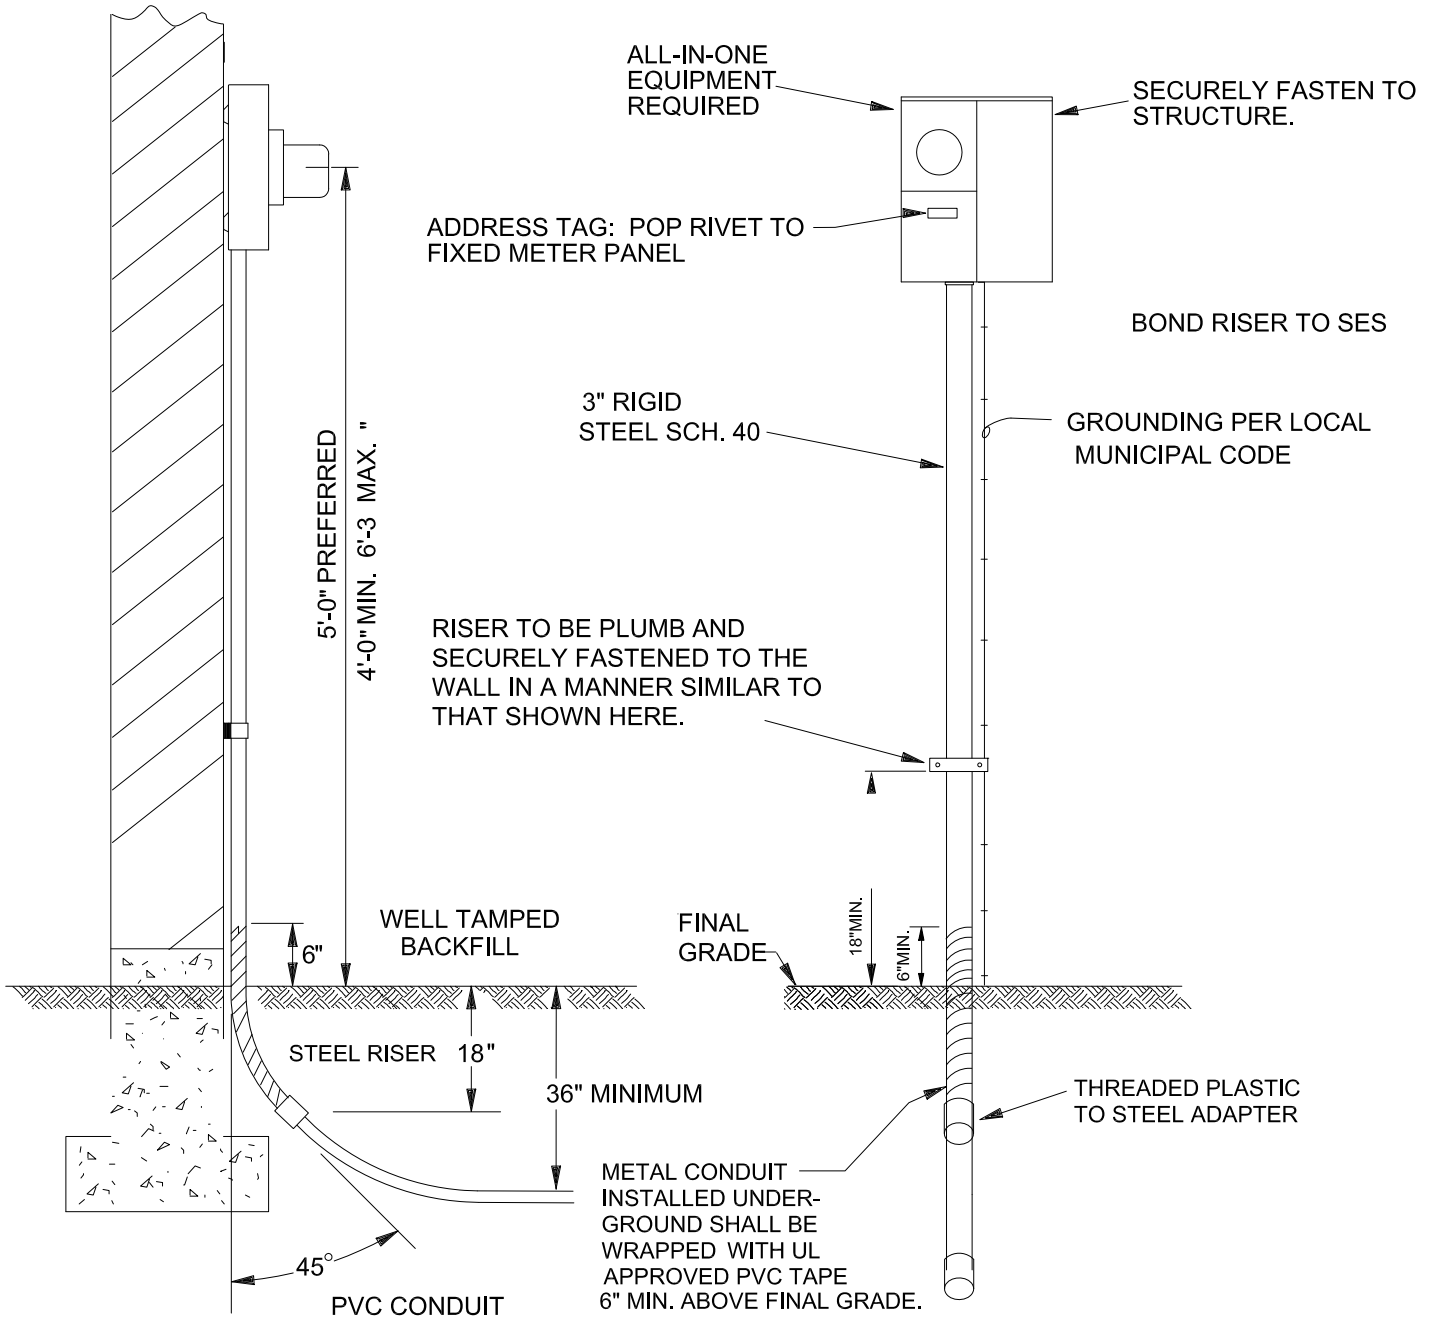 ALL-IN-ONE
EQUIPMENT
REQUIRED
SECURELY FASTEN TO
STRUCTURE.
ADDRESS TAG: POP RIVET TO
FIXED METER PANEL
BOND RISER TO SES
3" RIGID
STEEL SCH. 40
GROUNDING PER LOCAL
MUNICIPAL CODE
5'-0" PREFERRED
4'-0" MIN. 6'-3 MAX. "
RISER TO BE PLUMB AND
SECURELY FASTENED TO THE
WALL IN A MANNER SIMILAR TO
THAT SHOWN HERE.
WELL TAMPED
BACKFILL
6"
FINAL
GRADE
18"MIN.
6"MIN.
STEEL RISER 18"
36" MINIMUM
THREADED PLASTIC
TO STEEL ADAPTER
METAL CONDUIT
INSTALLED UNDER-
GROUND SHALL BE
WRAPPED WITH UL
APPROVED PVC TAPE
6" MIN. ABOVE FINAL GRADE.
45°
PVC CONDUIT